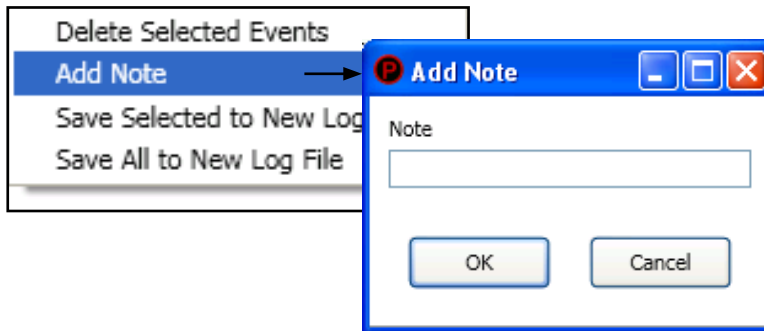 Delete Selected Events
Add Note
Save Selected to New Log
Save All to New Log File
P Add Note
Note
OK
Cancel